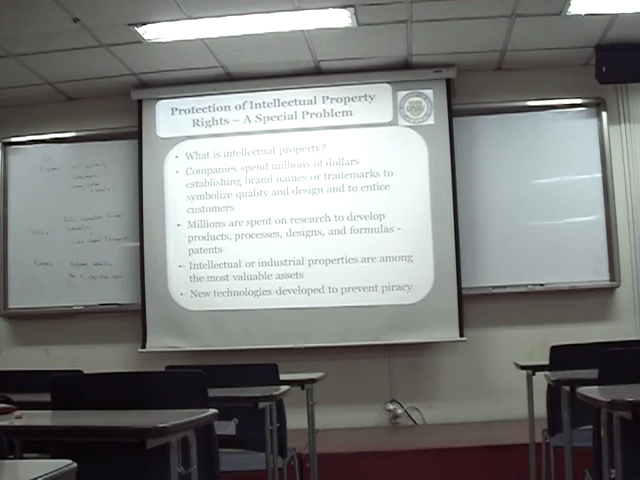 Protection of Intellectual Property
Rights – A Special Problem
• What is intellectual property?
• Companies spend millions of dollars
establishing brand names or trademarks to
symbolize quality and design and to entice
customers
• Millions are spent on research to develop
products, processes, designs, and formulas -
patents
• Intellectual or industrial properties are among
the most valuable assets
• New technologies developed to prevent piracy